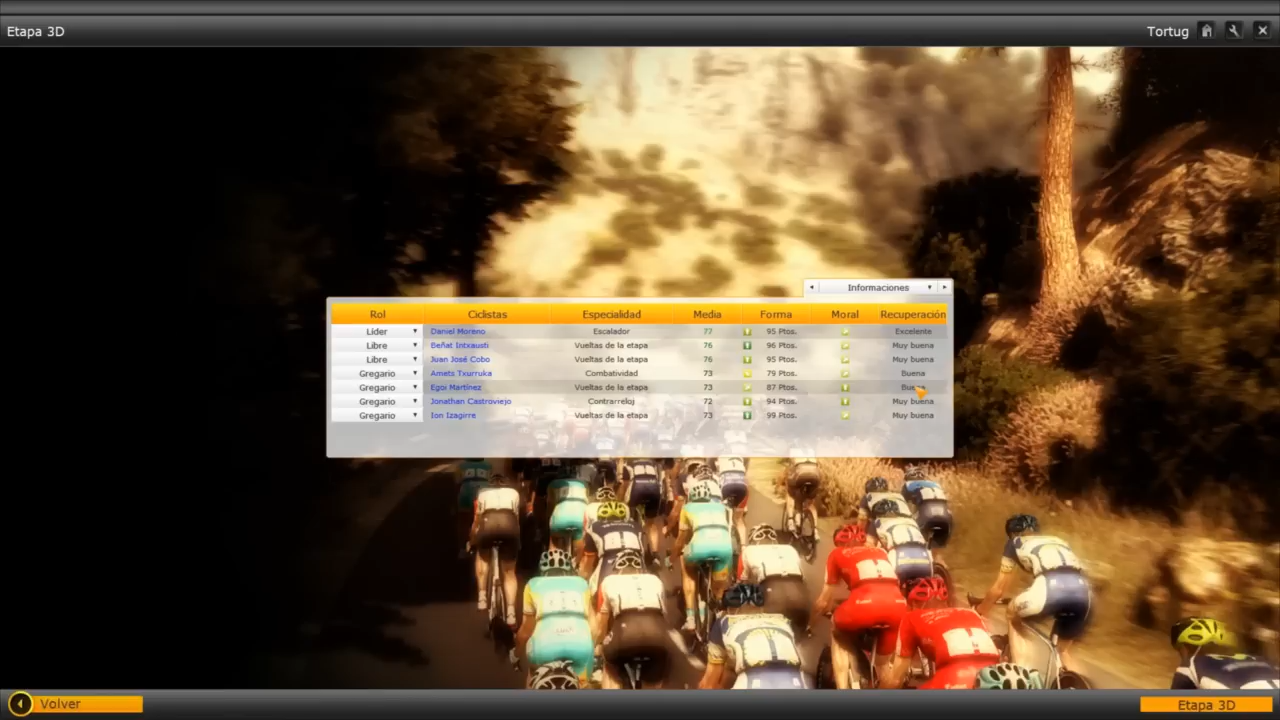 Etapa 3D Tortug
Informaciones
Rol Ciclistas Especialidad Media Forma Moral Recuperación
Líder Daniel Moreno Escalador 77 95 Ptos. Excelente
Libre Beñat Intxausti Vueltas de la etapa 76 96 Ptos. Muy buena
Libre Juan José Cobo Vueltas de la etapa 76 95 Ptos. Muy buena
Gregario Amets Txurruka Combatividad 73 79 Ptos. Buena
Gregario Egoi Martínez Vueltas de la etapa 73 87 Ptos. Buena
Gregario Jonathan Castroviejo Contrarreloj 72 94 Ptos. Muy buena
Gregario Ion Izagirre Vueltas de la etapa 73 99 Ptos. Muy buena
Volver Etapa 3D